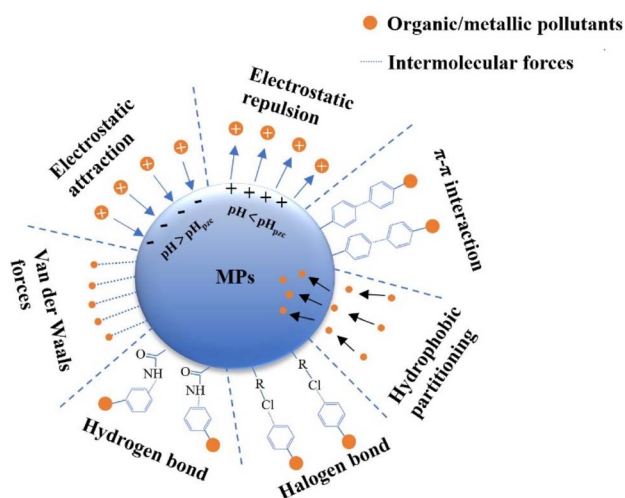 Organic/metallic pollutants
Intermolecular forces
Electrostatic
repulsion
Electrostatic
attraction
π-π interaction
+ + + +
+ + + +
+ + + +
- - - - -
pH > pHpzc
pH < pHpzc
MPs
Van der Waals
forces
Hydrophobic
partitioning
O
NH
O
NH
R
Cl
R
Cl
Hydrogen bond
Halogen bond